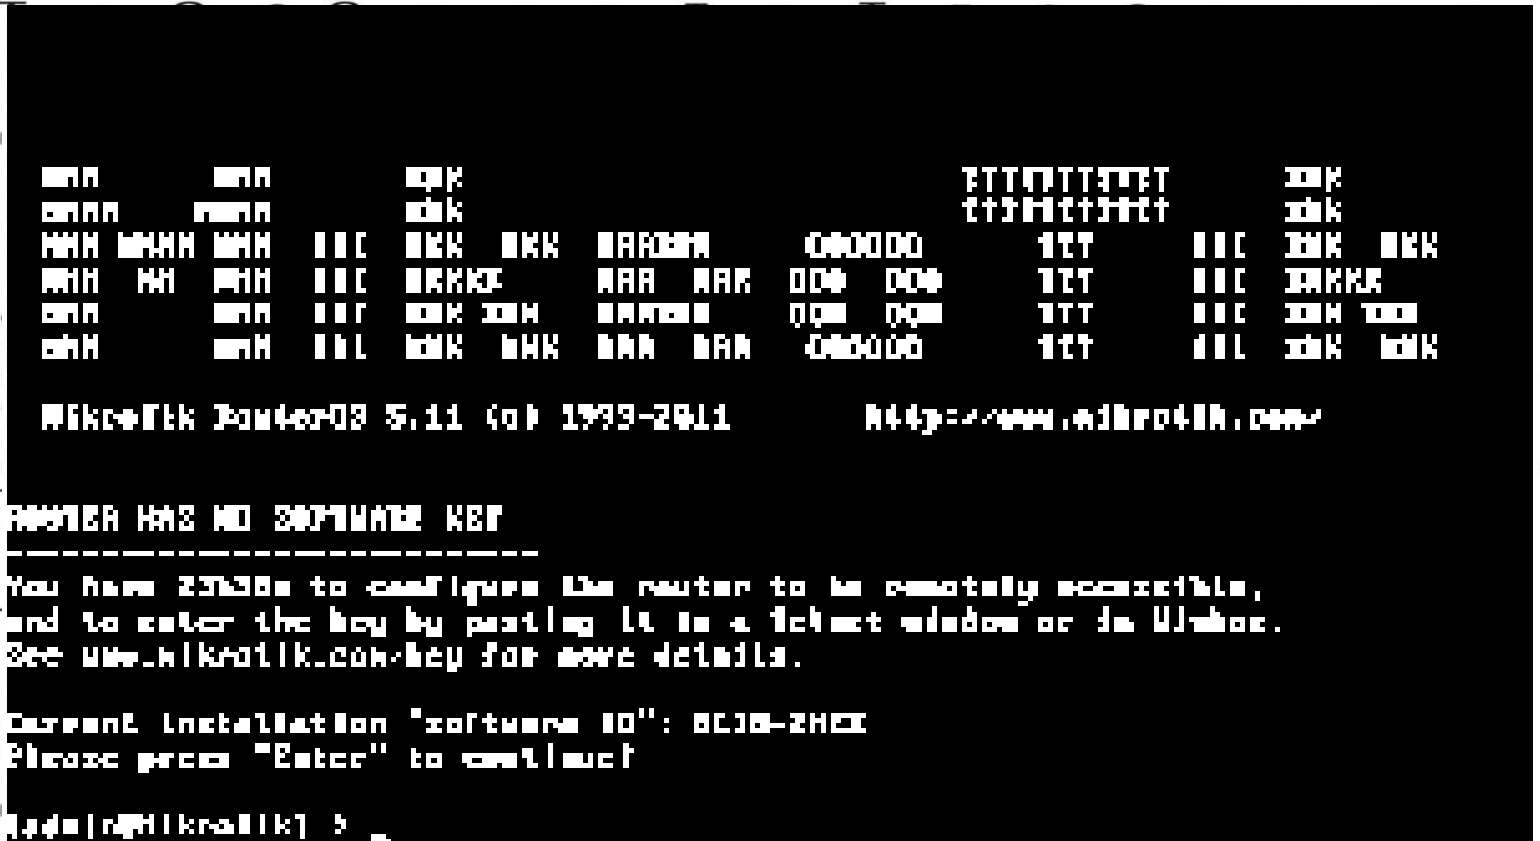 MikroTik RouterOS 5.11 (c) 1999-2011 http://www.mikrotik.com/
ROUTER HAS NO SOFTWARE KEY
----------------------------
You have to configure the router to be remotely accessible,
and to enter the key by pasting it in a Telnet window or in Winbox.
See www.mikrotik.com/key for more details.
Current installation "software ID":
Please press "Enter" to continue!
[admin@MikroTik] >